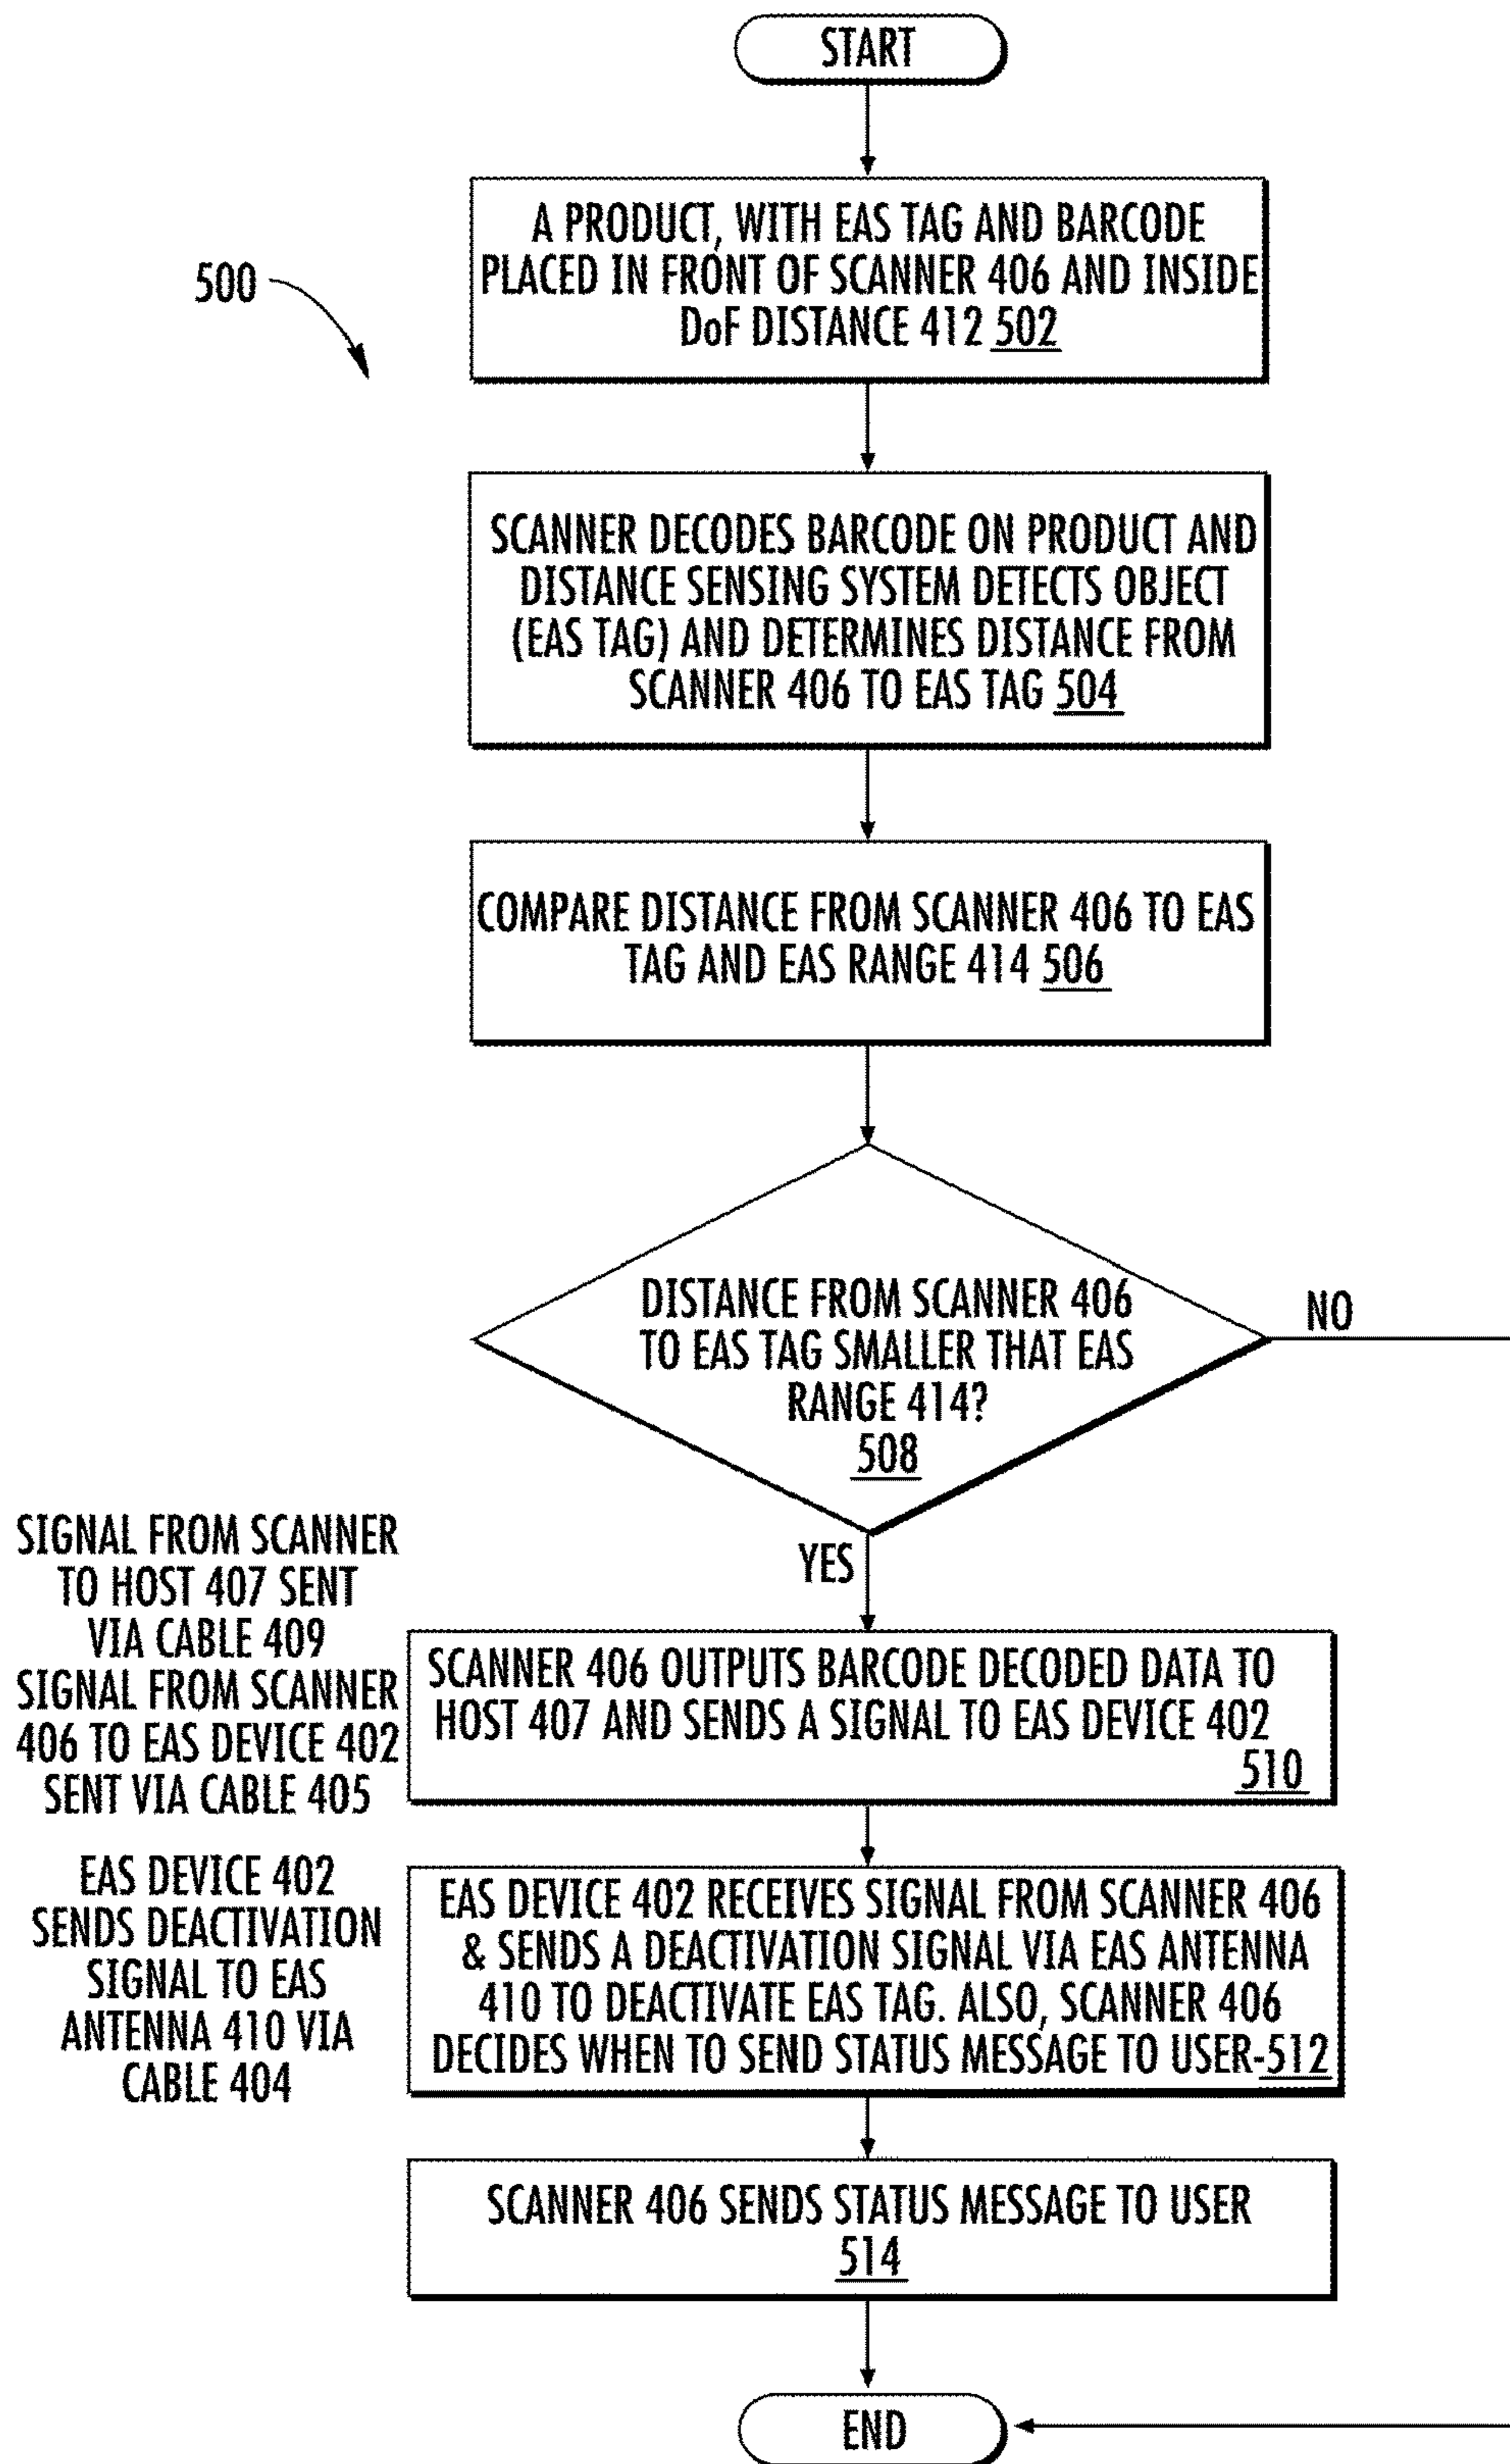 START
500
A PRODUCT, WITH EAS TAG AND BARCODE
PLACED IN FRONT OF SCANNER 406 AND INSIDE
DoF DISTANCE 412 502
SCANNER DECODES BARCODE ON PRODUCT AND
DISTANCE SENSING SYSTEM DETECTS OBJECT
(EAS TAG) AND DETERMINES DISTANCE FROM
SCANNER 406 TO EAS TAG 504
COMPARE DISTANCE FROM SCANNER 406 TO EAS
TAG AND EAS RANGE 414 506
DISTANCE FROM SCANNER 406
TO EAS TAG SMALLER THAT EAS
RANGE 414?
508
NO
YES
SIGNAL FROM SCANNER
TO HOST 407 SENT
VIA CABLE 409
SIGNAL FROM SCANNER
406 TO EAS DEVICE 402
SENT VIA CABLE 405
SCANNER 406 OUTPUTS BARCODE DECODED DATA TO
HOST 407 AND SENDS A SIGNAL TO EAS DEVICE 402
510
EAS DEVICE 402
SENDS DEACTIVATION
SIGNAL TO EAS
ANTENNA 410 VIA
CABLE 404
EAS DEVICE 402 RECEIVES SIGNAL FROM SCANNER 406
& SENDS A DEACTIVATION SIGNAL VIA EAS ANTENNA
410 TO DEACTIVATE EAS TAG. ALSO, SCANNER 406
DECIDES WHEN TO SEND STATUS MESSAGE TO USER-512
SCANNER 406 SENDS STATUS MESSAGE TO USER
514
END